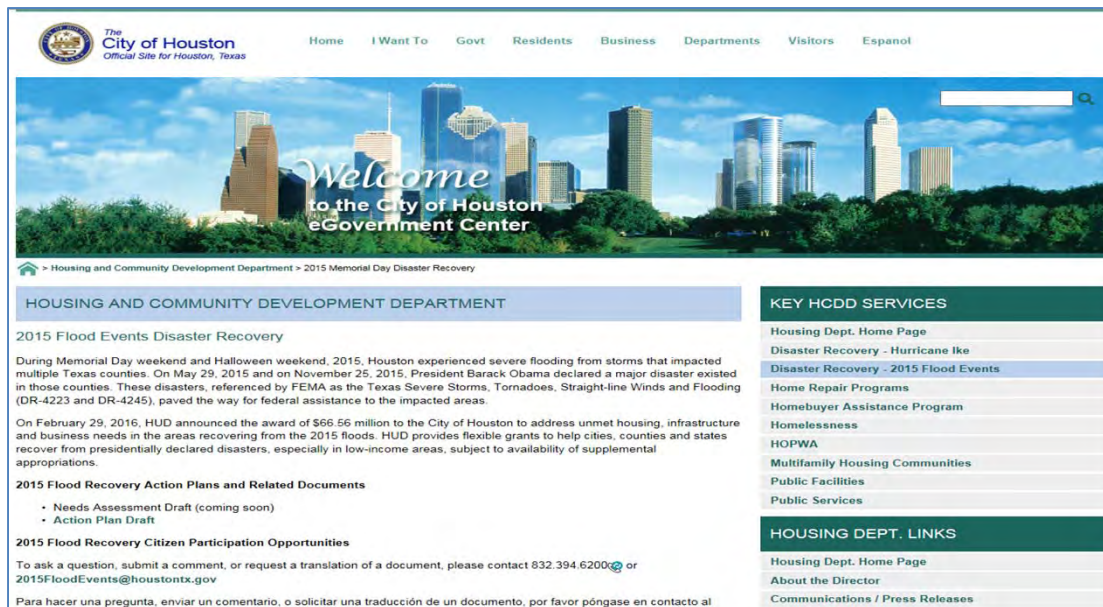 The
City of Houston
Official Site for Houston, Texas
Home I Want To Govt Residents Business Departments Visitors Espanol
Welcome
to the City of Houston
eGovernment Center
> Housing and Community Development Department > 2015 Memorial Day Disaster Recovery
HOUSING AND COMMUNITY DEVELOPMENT DEPARTMENT
2015 Flood Events Disaster Recovery
During Memorial Day weekend and Halloween weekend, 2015, Houston experienced severe flooding from storms that impacted
multiple Texas counties. On May 29, 2015 and on November 25, 2015, President Barack Obama declared a major disaster existed
in those counties. These disasters, referenced by FEMA as the Texas Severe Storms, Tornadoes, Straight-line Winds and Flooding
(DR-4223 and DR-4245), paved the way for federal assistance to the impacted areas.
On February 29, 2016, HUD announced the award of $66.56 million to the City of Houston to address unmet housing, infrastructure
and business needs in the areas recovering from the 2015 floods. HUD provides flexible grants to help cities, counties and states
recover from presidentially declared disasters, especially in low-income areas, subject to availability of supplemental
appropriations.
2015 Flood Recovery Action Plans and Related Documents
• Needs Assessment Draft (coming soon)
• Action Plan Draft
2015 Flood Recovery Citizen Participation Opportunities
To ask a question, submit a comment, or request a translation of a document, please contact 832.394.6200 or
2015FloodEvents@houstontx.gov
Para hacer una pregunta, enviar un comentario, o solicitar una traducción de un documento, por favor póngase en contacto al
KEY HCDD SERVICES
Housing Dept. Home Page
Disaster Recovery - Hurricane Ike
Disaster Recovery - 2015 Flood Events
Home Repair Programs
Homebuyer Assistance Program
Homelessness
HOPWA
Multifamily Housing Communities
Public Facilities
Public Services
HOUSING DEPT. LINKS
Housing Dept. Home Page
About the Director
Communications / Press Releases